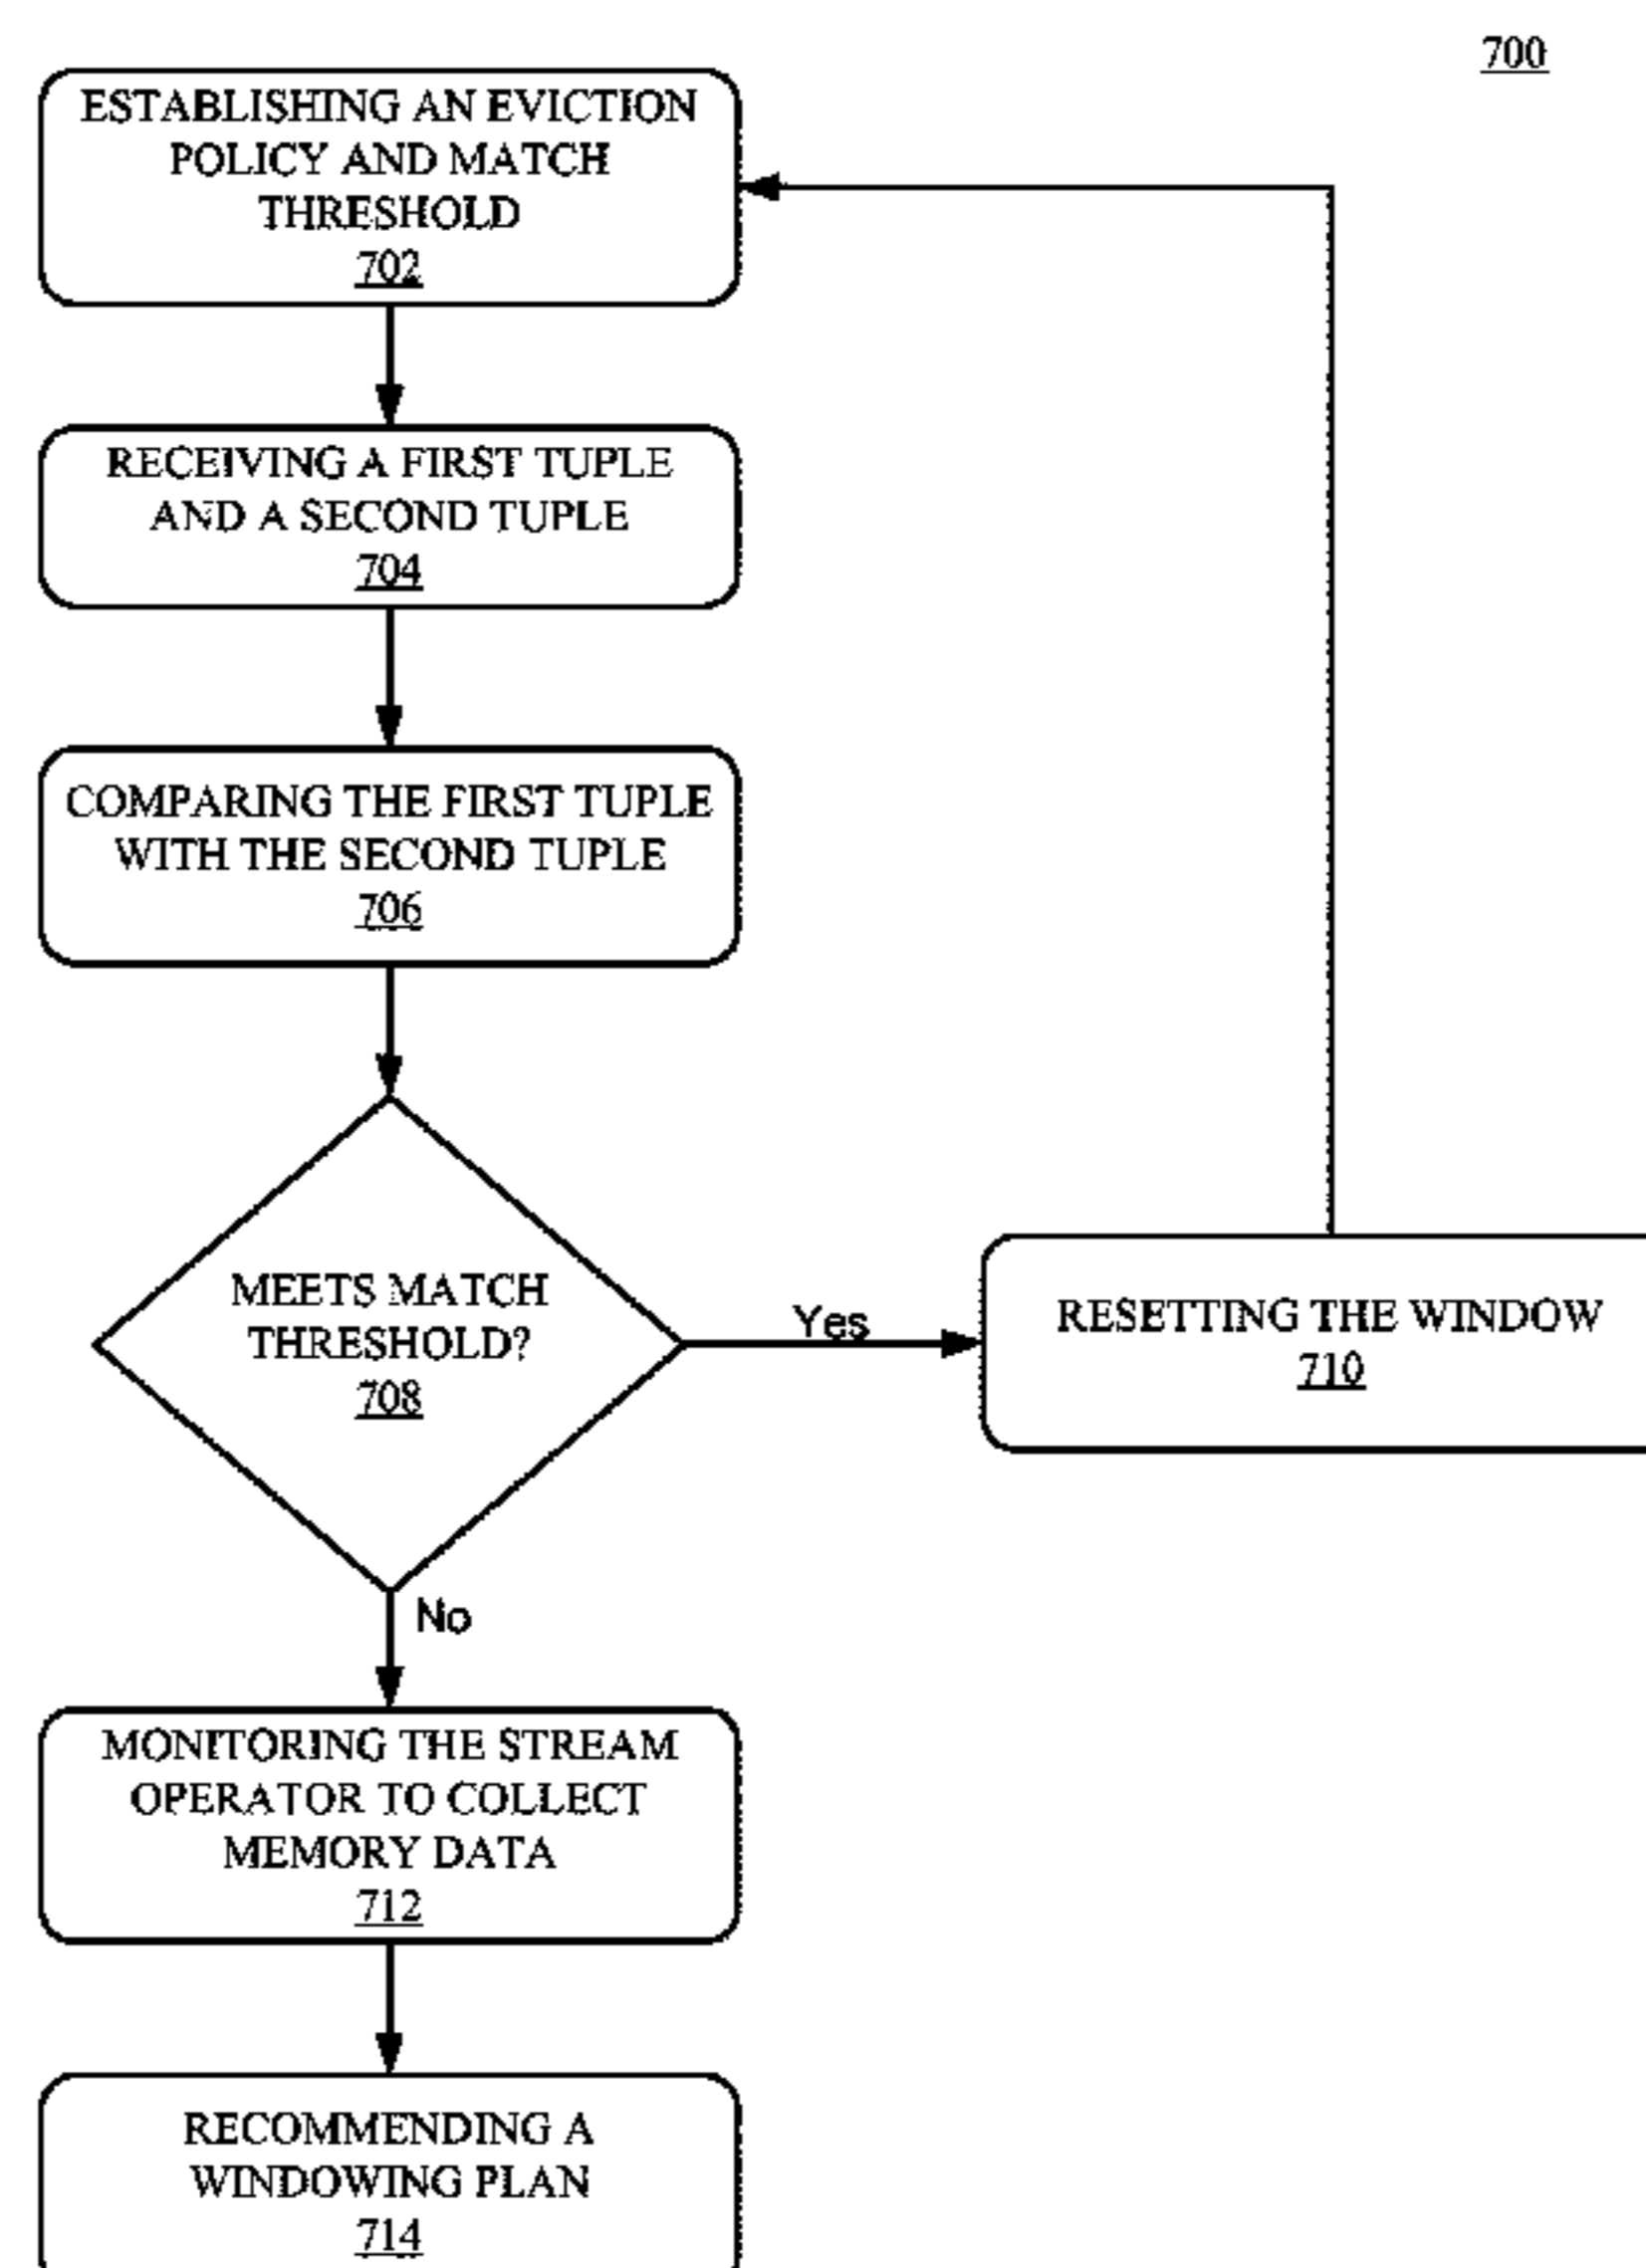 700
ESTABLISHING AN EVICTION
POLICY AND MATCH
THRESHOLD
702
RECEIVING A FIRST TUPLE
AND A SECOND TUPLE
704
COMPARING THE FIRST TUPLE
WITH THE SECOND TUPLE
706
MEETS MATCH
THRESHOLD?
708
Yes
RESETTING THE WINDOW
710
No
MONITORING THE STREAM
OPERATOR TO COLLECT
MEMORY DATA
712
RECOMMENDING A
WINDOWING PLAN
714